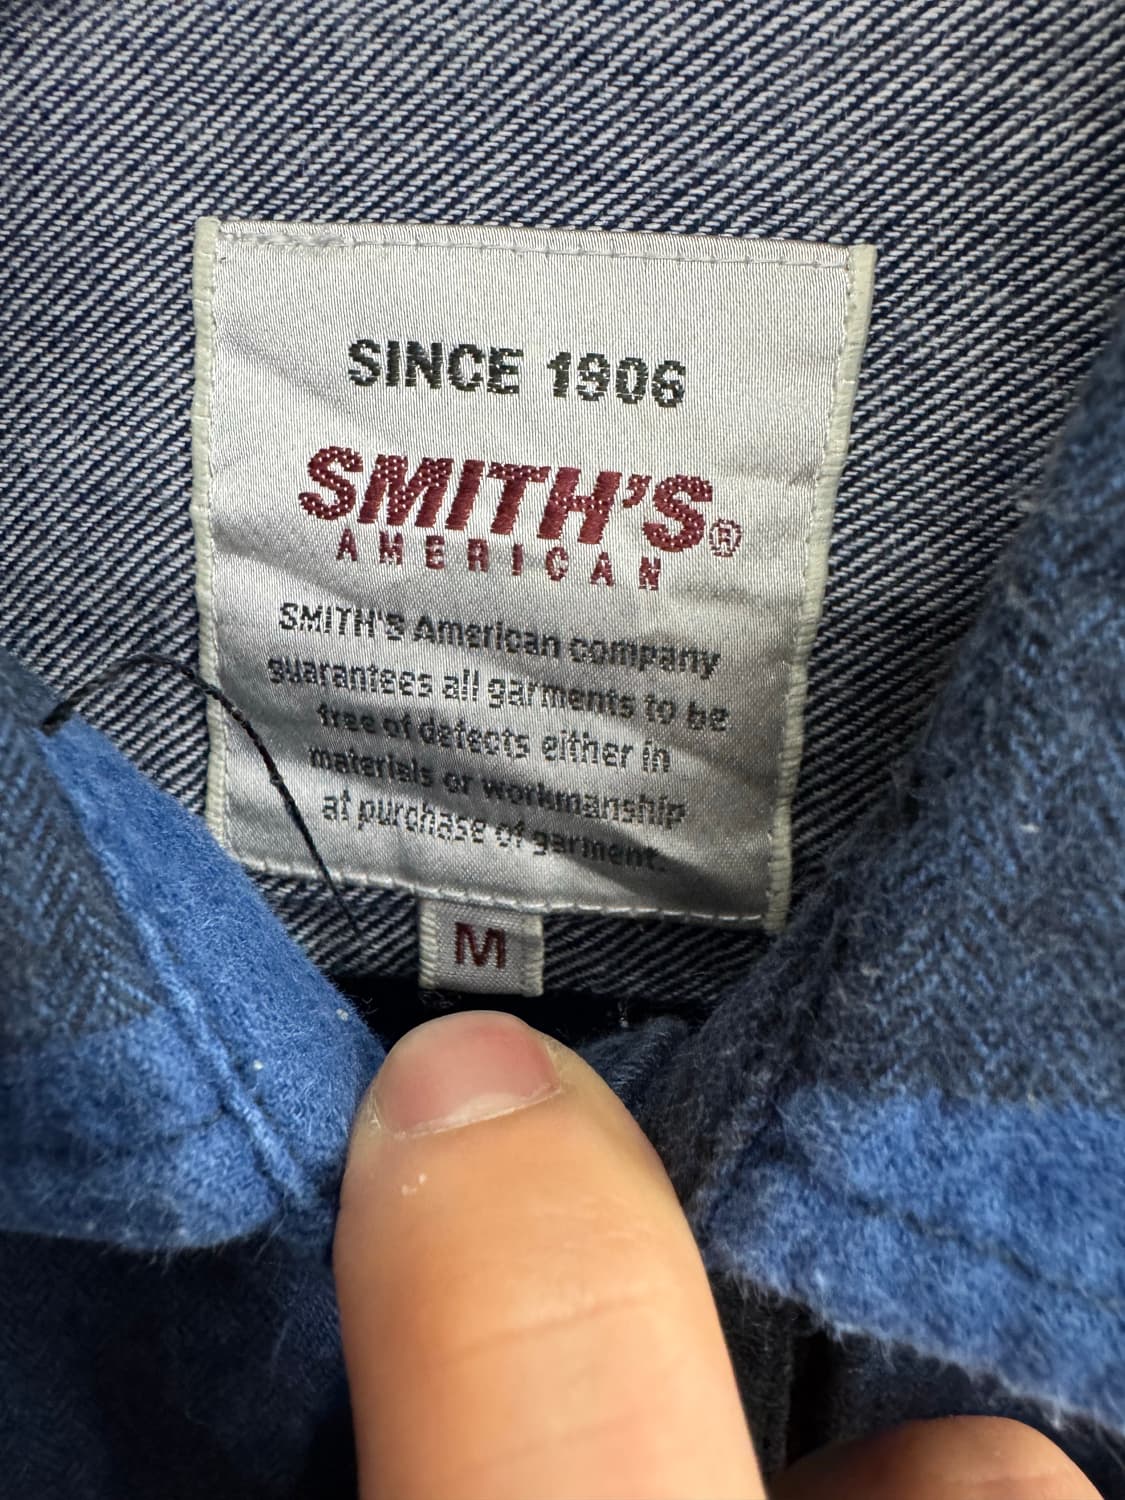 SINCE 1906
SMITH'S®
AMERICAN
SMITH'S American company
guarantees all garments to be
free of defects either in
materials or workmanship
at purchase of garment.
M